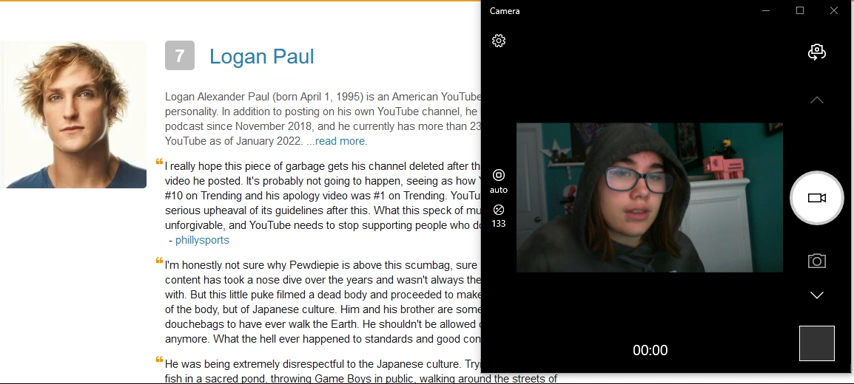 Camera
7 Logan Paul
Logan Alexander Paul (born April 1, 1995) is an American YouTube
personality. In addition to posting on his own YouTube channel, he
podcast since November 2018, and he currently has more than 23
YouTube as of January 2022. ...read more.
I really hope this piece of garbage gets his channel deleted after
video he posted. It's probably not going to happen, seeing as how
#10 on Trending and his apology video was #1 on Trending.
serious upheaval of its guidelines after this. What this speck of
unforgivable, and YouTube needs to stop supporting people who
- phillysports
I'm honestly not sure why Pewdiepie is above this scumbag, sure
content has took a nose dive over the years and wasn't always
with. But this little puke filmed a dead body and proceeded to make
of the body, but of Japanese culture. Him and his brother are
douchebags to have ever walk the Earth. He shouldn't be allowed
anymore. What the hell ever happened to standards and good
He was being extremely disrespectful to the Japanese culture.
fish in a sacred pond, throwing Game Boys in public, walking around the streets of
auto
133
00:00